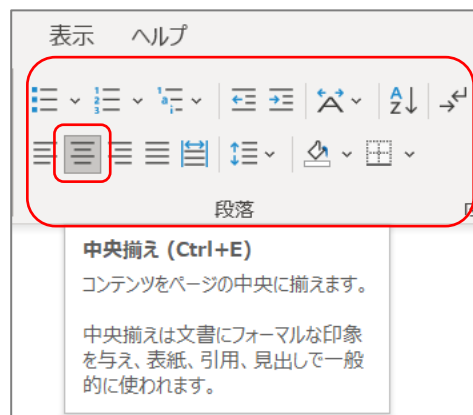 表示 ヘルプ
段落
中央揃え (Ctrl+E)
コンテンツをページの中央に揃えます。
中央揃えは文書にフォーマルな印象
を与え、表紙、引用、見出しで一般
的に使われます。